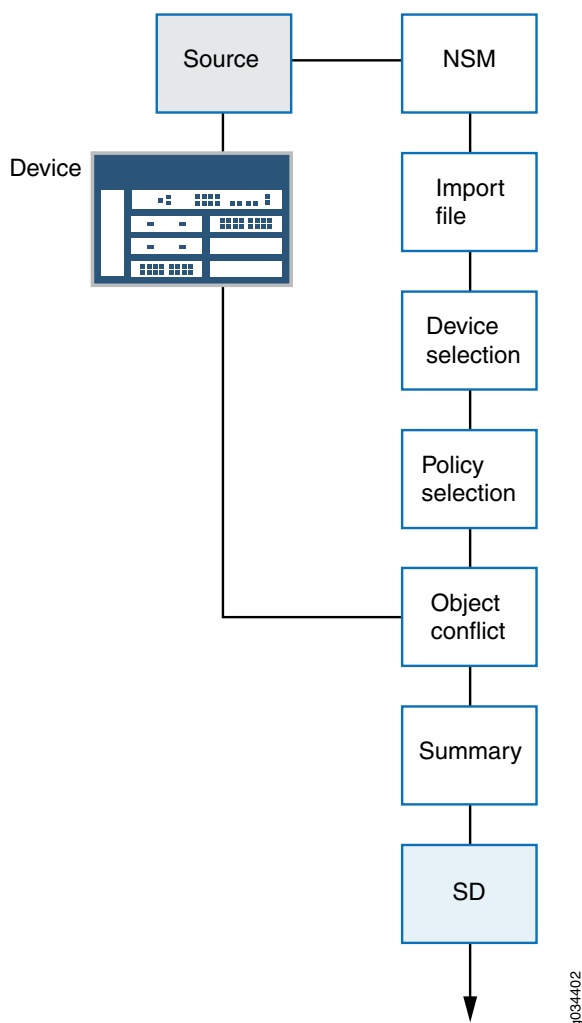 Source
NSM
Device
Import
file
Device
selection
Policy
selection
Object
conflict
Summary
SD
g034402